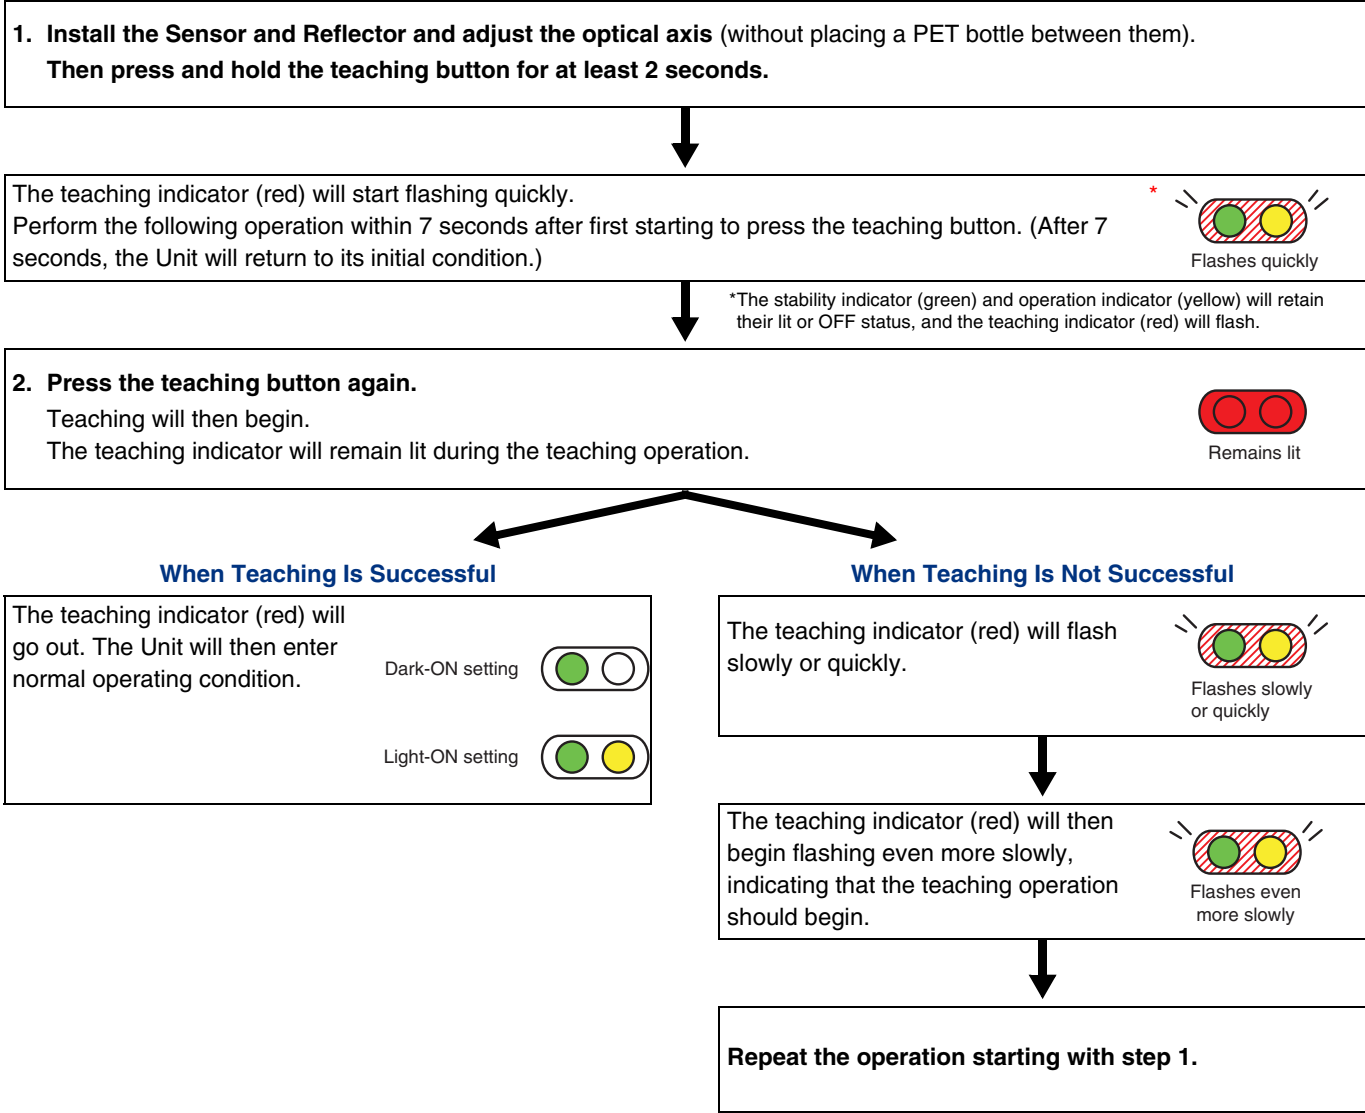 1. Install the Sensor and Reflector and adjust the optical axis (without placing a PET bottle between them).
Then press and hold the teaching button for at least 2 seconds.
The teaching indicator (red) will start flashing quickly.
Perform the following operation within 7 seconds after first starting to press the teaching button. (After 7
seconds, the Unit will return to its initial condition.)
*
Flashes quickly
*The stability indicator (green) and operation indicator (yellow) will retain
their lit or OFF status, and the teaching indicator (red) will flash.
2. Press the teaching button again.
Teaching will then begin.
The teaching indicator will remain lit during the teaching operation.
Remains lit
When Teaching Is Successful
The teaching indicator (red) will
go out. The Unit will then enter
normal operating condition.
Dark-ON setting
Light-ON setting
When Teaching Is Not Successful
The teaching indicator (red) will flash
slowly or quickly.
Flashes slowly
or quickly
The teaching indicator (red) will then
begin flashing even more slowly,
indicating that the teaching operation
should begin.
Flashes even
more slowly
Repeat the operation starting with step 1.